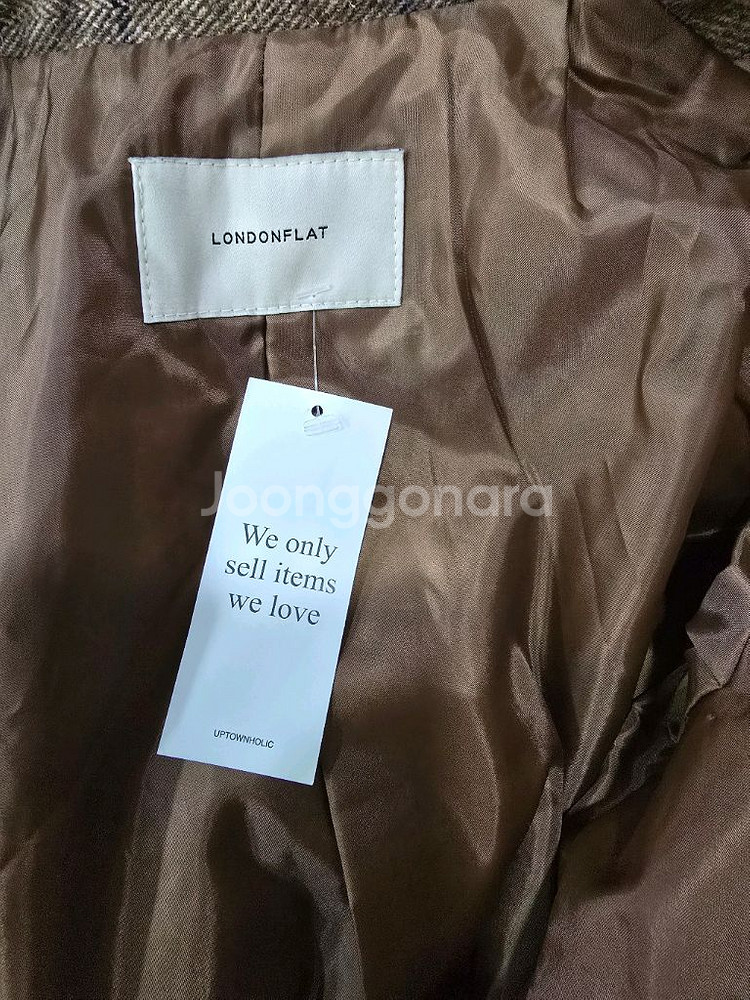 LONDONFLAT
Joonggonara
We only
sell items
we love
UPTOWNHOLIC